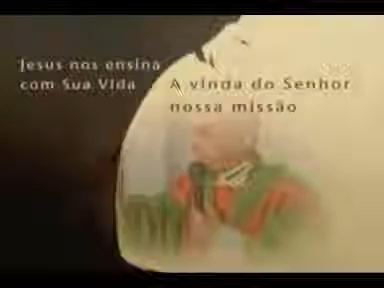 Jesus nos ensina
com Sua Vida
A vinda do Senhor
nossa missão